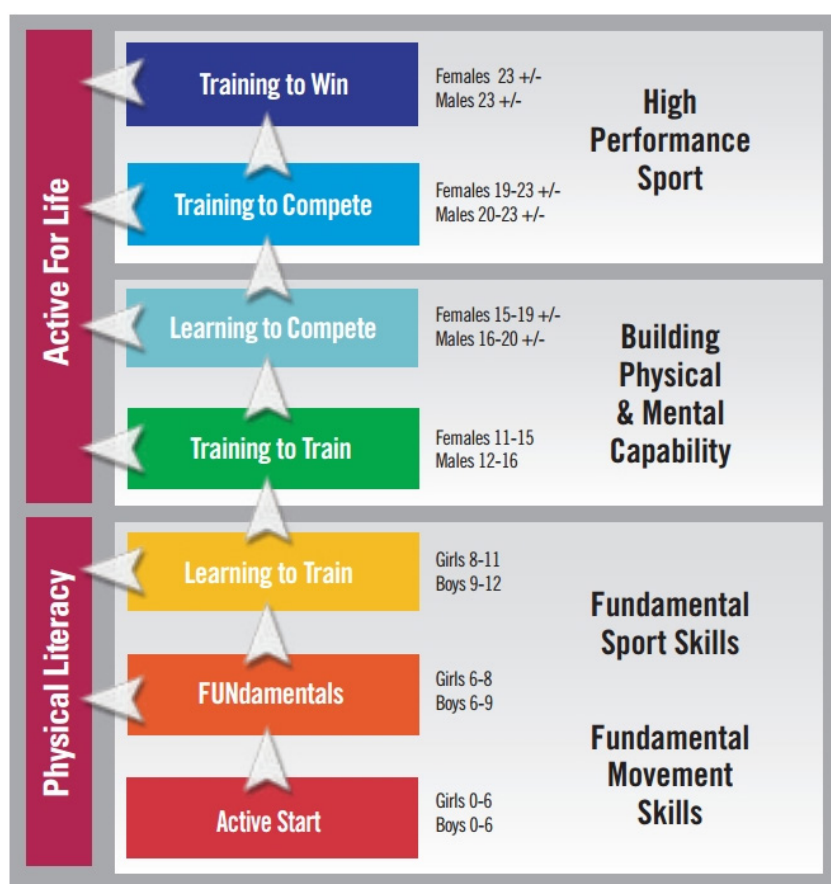 Active For Life
Training to Win
Females 23 +/-
Males 23 +/-
High
Performance
Sport
Training to Compete
Females 19-23 +/-
Males 20-23 +/-
Learning to Compete
Females 15-19 +/-
Males 16-20 +/-
Building
Physical
& Mental
Capability
Training to Train
Females 11-15
Males 12-16
Physical Literacy
Learning to Train
Girls 8-11
Boys 9-12
Fundamental
Sport Skills
FUNdamentals
Girls 6-8
Boys 6-9
Fundamental
Movement
Skills
Active Start
Girls 0-6
Boys 0-6